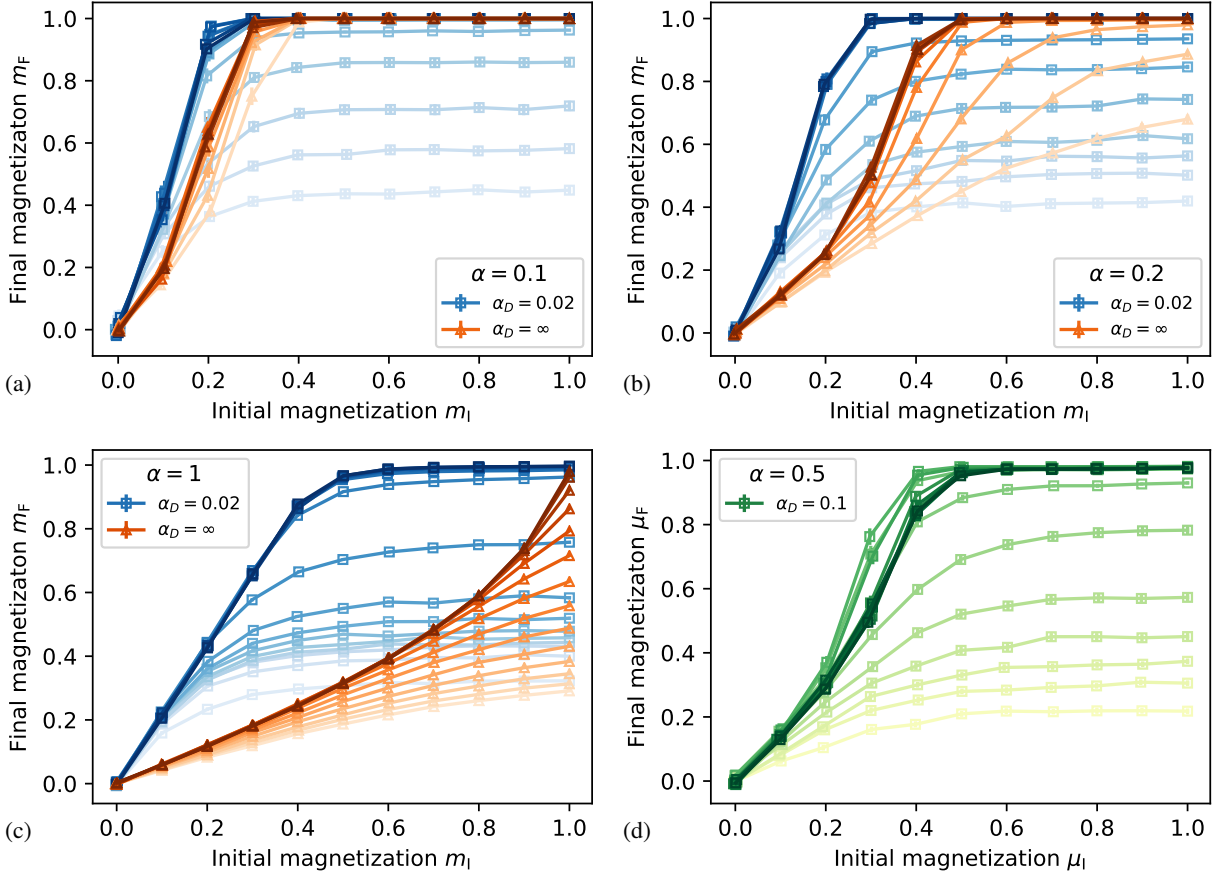 Final magnetizaton m_F
1.0
0.8
0.6
0.4
0.2
0.0
α = 0.1
α_D = 0.02
α_D = ∞
0.0 0.2 0.4 0.6 0.8 1.0
(a)
Initial magnetization m_I
Final magnetizaton m_F
1.0
0.8
0.6
0.4
0.2
0.0
α = 0.2
α_D = 0.02
α_D = ∞
0.0 0.2 0.4 0.6 0.8 1.0
(b)
Initial magnetization m_I
Final magnetizaton m_F
1.0
0.8
0.6
0.4
0.2
0.0
α = 1
α_D = 0.02
α_D = ∞
0.0 0.2 0.4 0.6 0.8 1.0
(c)
Initial magnetization m_I
Final magnetizaton μ_F
1.0
0.8
0.6
0.4
0.2
0.0
α = 0.5
α_D = 0.1
0.0 0.2 0.4 0.6 0.8 1.0
(d)
Initial magnetization μ_I